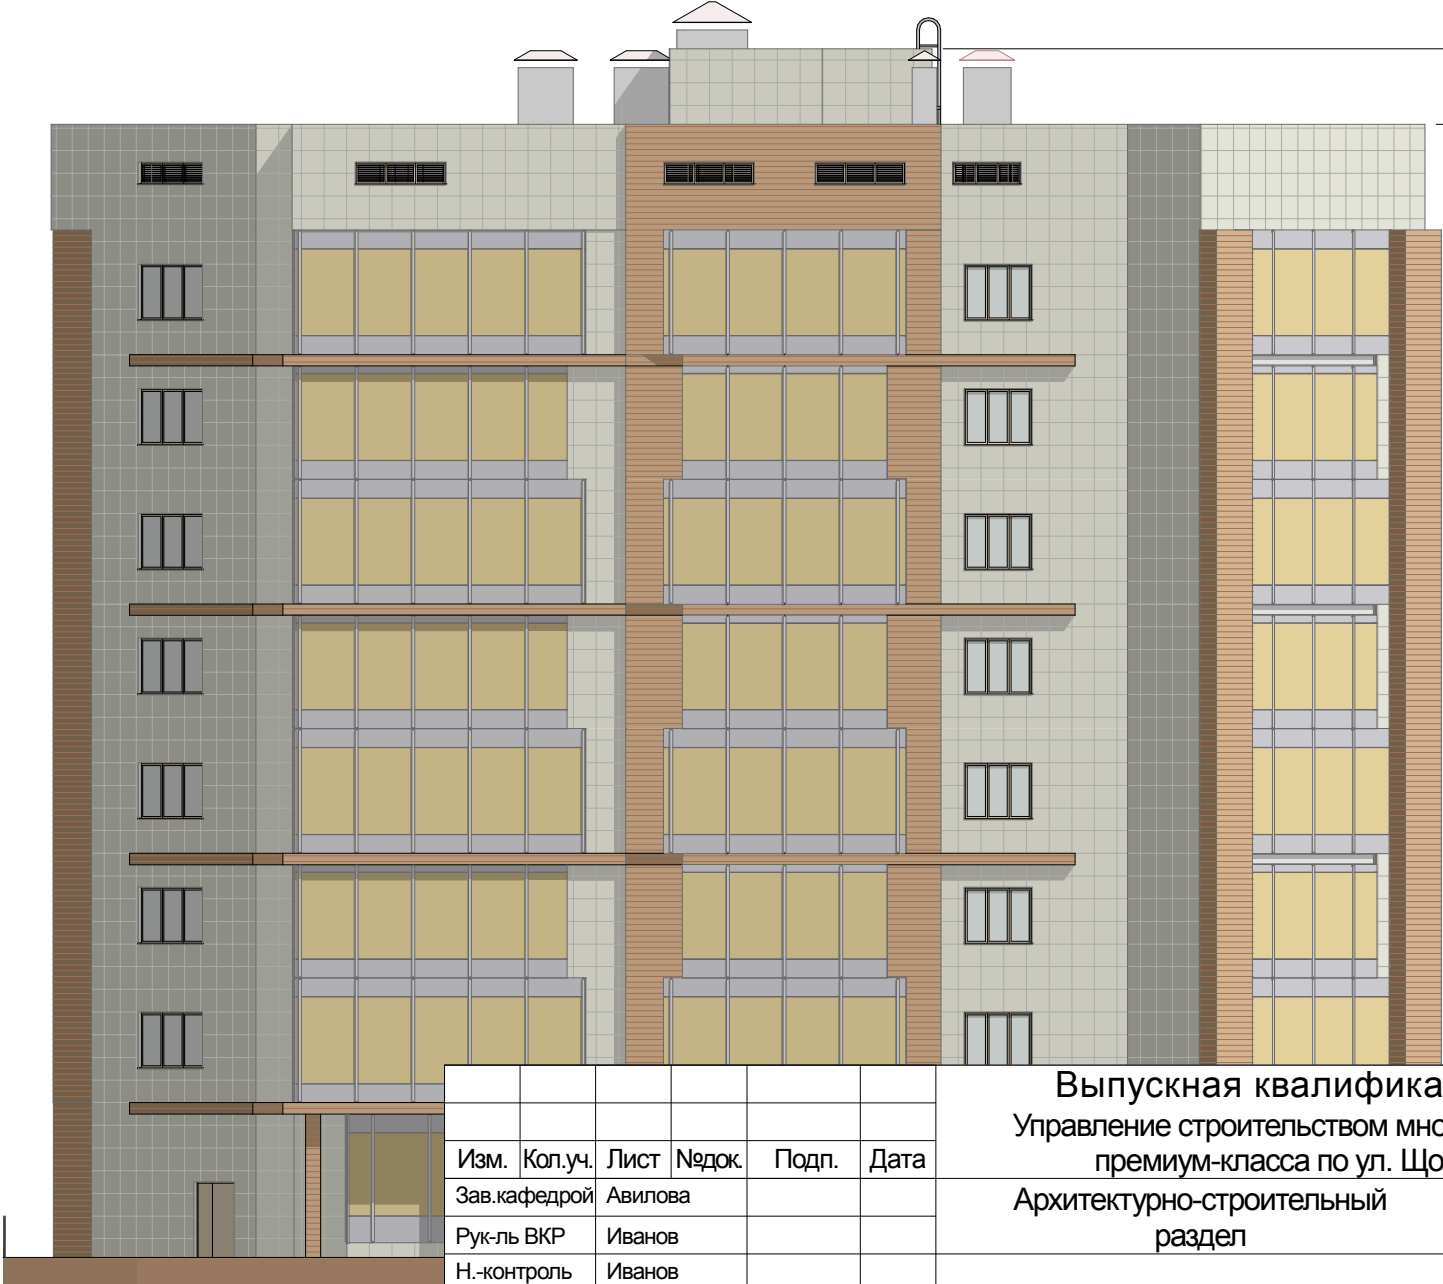 Выпускная квалифика
Управление строительством мно
премиум-класса по ул. Що
Изм. Кол.уч. Лист №док. Подп. Дата
Зав.кафедрой Авилова
Архитектурно-строительный
раздел
Рук-ль ВКР Иванов
Н.-контроль Иванов